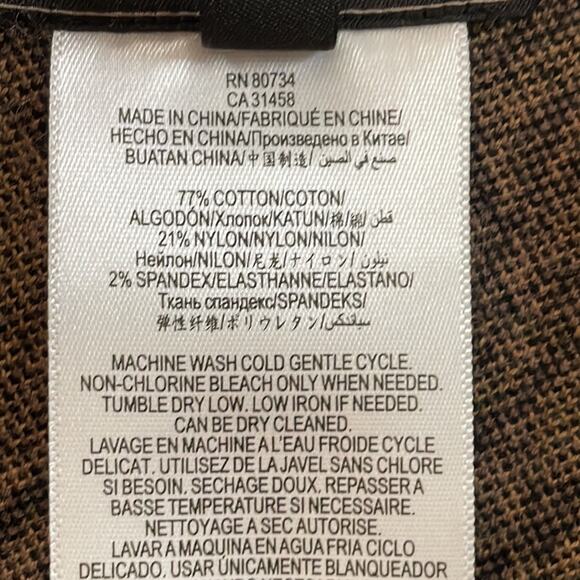 RN 80734
CA 31458
MADE IN CHINA/FABRIQUÉ EN CHINE/
HECHO EN CHINA/Произведено в Китае/
BUATAN CHINA/中国制造/ صنع في الصين
77% COTTON/COTON/
ALGODÓN/Хлопок/KATUN/棉/綿/ قطن
21% NYLON/NYLON/NILON/
Нейлон/NILON/尼龙/ナイロン/ نيلون
2% SPANDEX/ELASTHANNE/ELASTANO/
Ткань спандекс/SPANDEKS/
弹性纤维/ポリウレタン/سباندكس
MACHINE WASH COLD GENTLE CYCLE.
NON-CHLORINE BLEACH ONLY WHEN NEEDED.
TUMBLE DRY LOW. LOW IRON IF NEEDED.
CAN BE DRY CLEANED.
LAVAGE EN MACHINE A L'EAU FROIDE CYCLE
DELICAT. UTILISEZ DE LA JAVEL SANS CHLORE
SI BESOIN. SECHAGE DOUX. REPASSER A
BASSE TEMPERATURE SI NECESSAIRE.
NETTOYAGE A SEC AUTORISE.
LAVAR A MAQUINA EN AGUA FRIA CICLO
DELICADO. USAR ÚNICAMENTE BLANQUEADOR